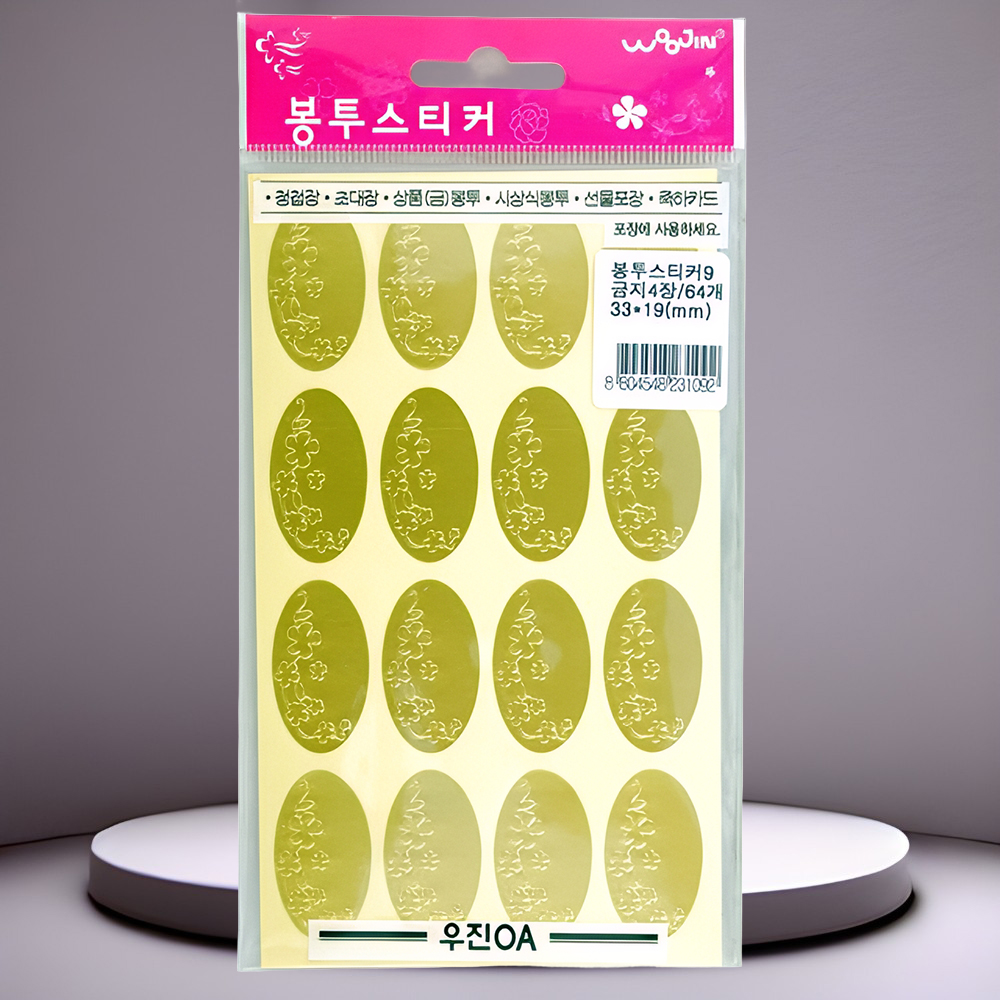 WOOJIN
봉투스티커
• 청첩장 • 초대장 • 상품(금)봉투 • 시상식봉투 • 선물포장 • 축하카드
포장에 사용하세요.
봉투스티커9
금지4장/64개
33*19(mm)
8 804548 231092
우진OA